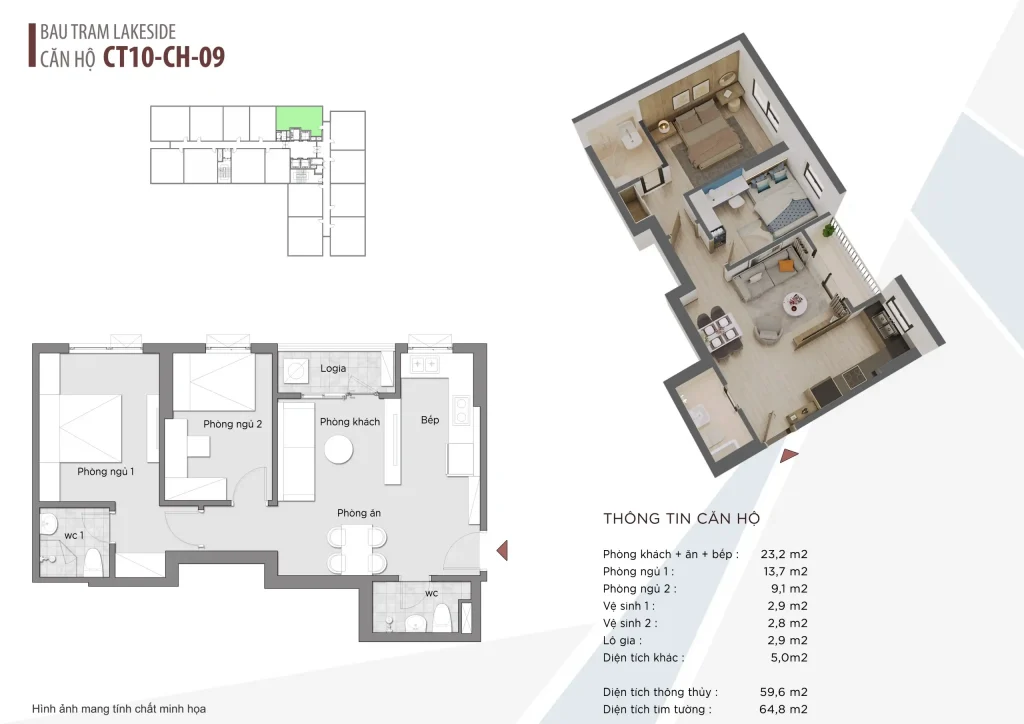 BAU TRAM LAKESIDE
CĂN HỘ CT10-CH-09
Logia
Phòng khách
Bếp
Phòng ngủ 2
Phòng ngủ 1
Phòng ăn
wc 1
wc
THÔNG TIN CĂN HỘ
Phòng khách + ăn + bếp : 23,2 m2
Phòng ngủ 1 : 13,7 m2
Phòng ngủ 2 : 9,1 m2
Vệ sinh 1 : 2,9 m2
Vệ sinh 2 : 2,8 m2
Lô gia : 2,9 m2
Diện tích khác : 5,0m2
Diện tích thông thủy : 59,6 m2
Diện tích tim tường : 64,8 m2
Hình ảnh mang tính chất minh họa